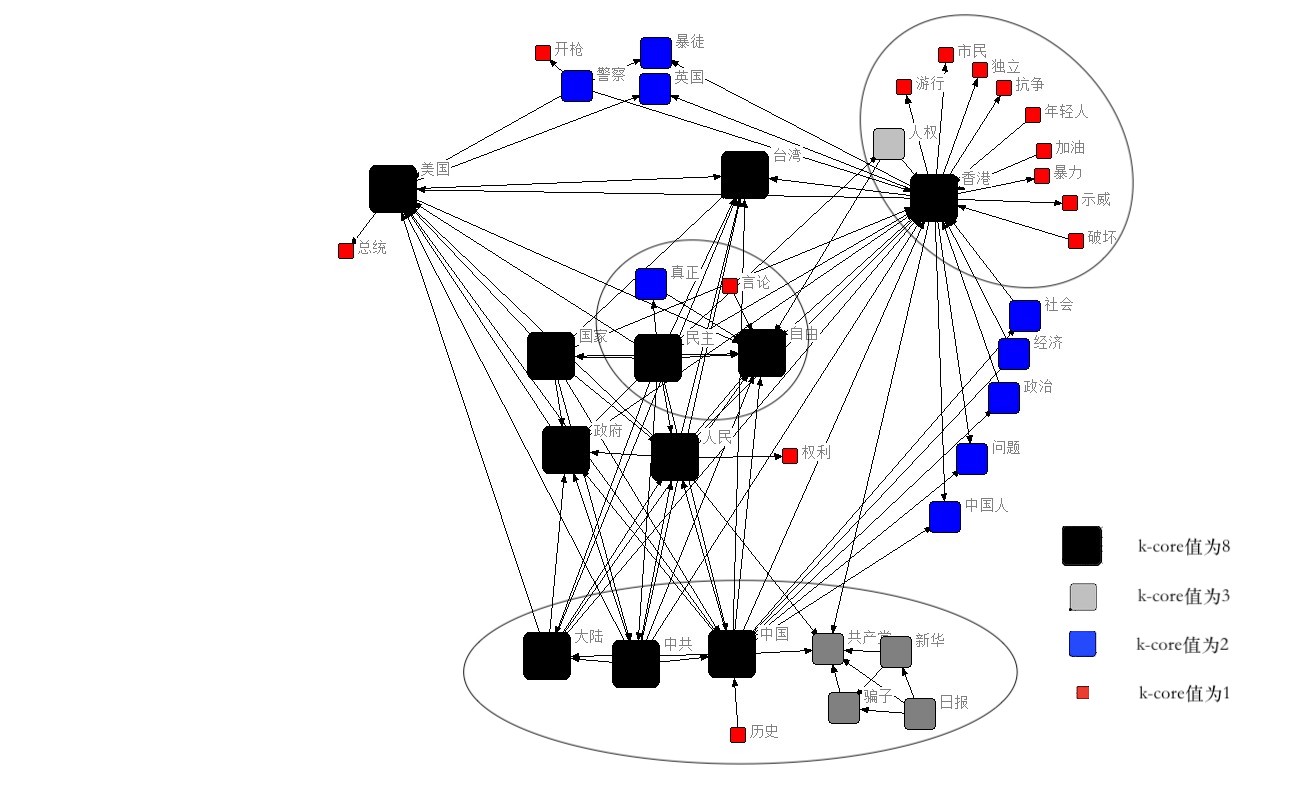 开枪
暴徒
警察
英国
市民
独立
游行
抗争
年轻人
人权
加油
暴力
台湾
美国
香港
示威
破坏
总统
真正
言论
社会
国家
民主
自由
经济
政治
政府
人民
权利
问题
中国人
k-core值为8
k-core值为3
k-core值为2
k-core值为1
大陆
中共
中国
共产党
新华
骗子
日报
历史